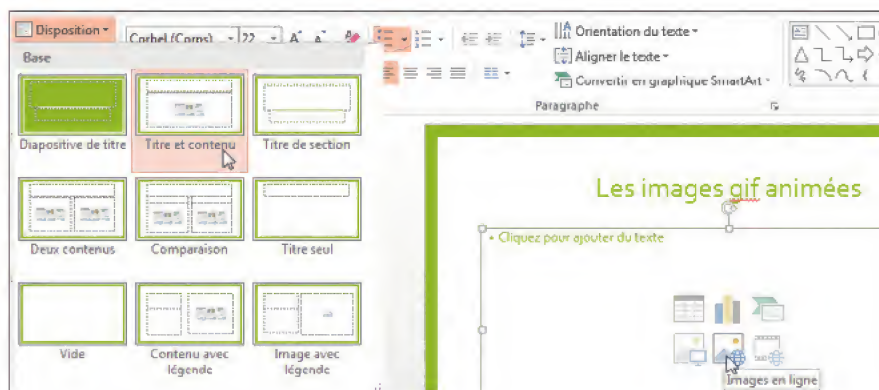 Disposition
Corbel (Corps) 22
Base
Diapositive de titre
Titre et contenu
Titre de section
Deux contenus
Comparaison
Titre seul
Vide
Contenu avec
légende
Image avec
légende
Orientation du texte
Aligner le texte
Convertir en graphique SmartArt
Paragraphe
Les images gif animées
• Cliquez pour ajouter du texte
Images en ligne